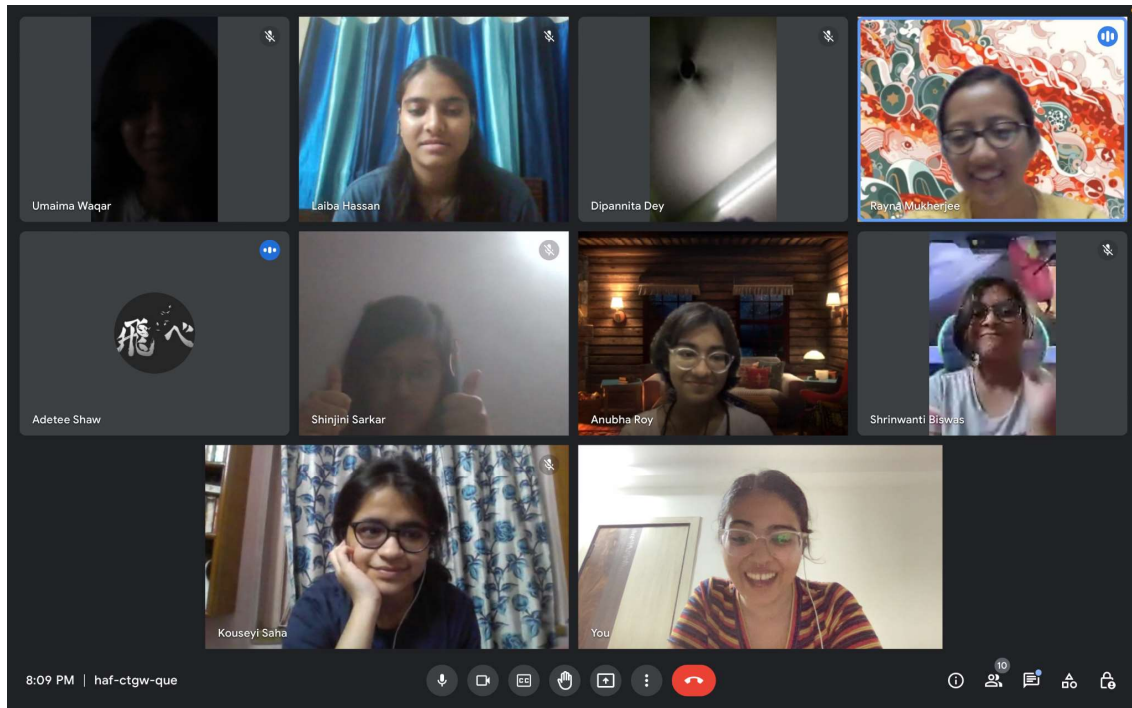 Umaima Waqar
Laiba Hassan
Dipannita Dey
Rayna Mukherjee
飛べ
Adetee Shaw
Shinjini Sarkar
Anubha Roy
Shrinwanti Biswas
Kouseyi Saha
You
8:09 PM | haf-ctgw-que
CC
10